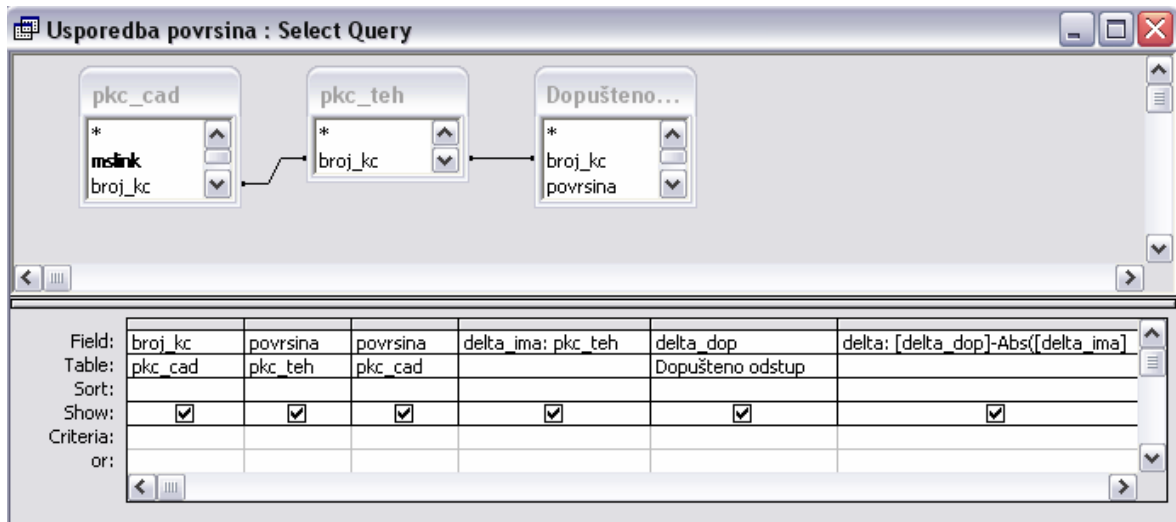 Usporedba povrsina : Select Query
pkc_cad pkc_teh Dopušteno...
* * *
mslink broj_kc broj_kc
broj_kc povrsina
Field: broj_kc povrsina povrsina delta_ima: pkc_teh delta_dop delta: [delta_dop]-Abs([delta_ima]
Table: pkc_cad pkc_teh pkc_cad Dopušteno odstup
Sort:
Show:
Criteria:
or: